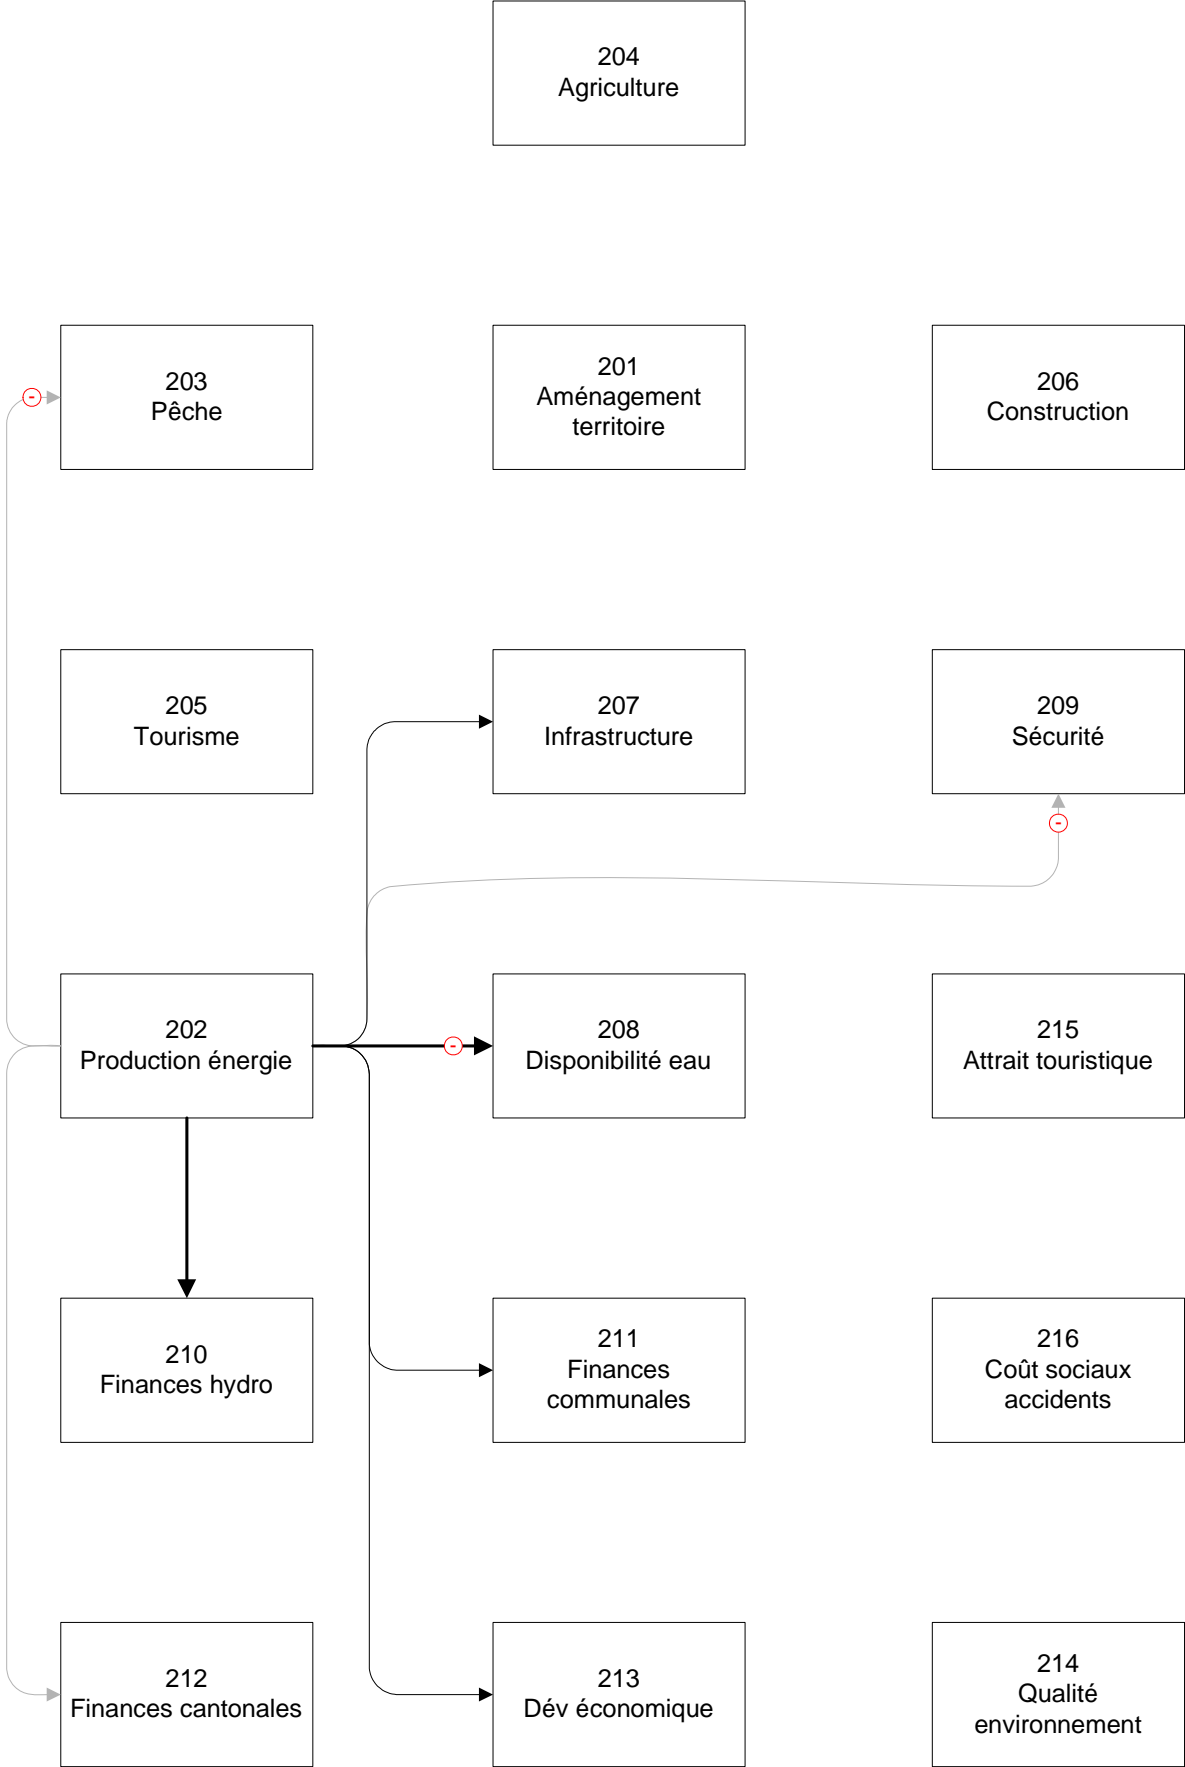 204
Agriculture
203
Pêche
-
201
Aménagement
territoire
206
Construction
205
Tourisme
207
Infrastructure
209
Sécurité
-
202
Production énergie
-
208
Disponibilité eau
215
Attrait touristique
210
Finances hydro
211
Finances
communales
216
Coût sociaux
accidents
212
Finances cantonales
213
Dév économique
214
Qualité
environnement